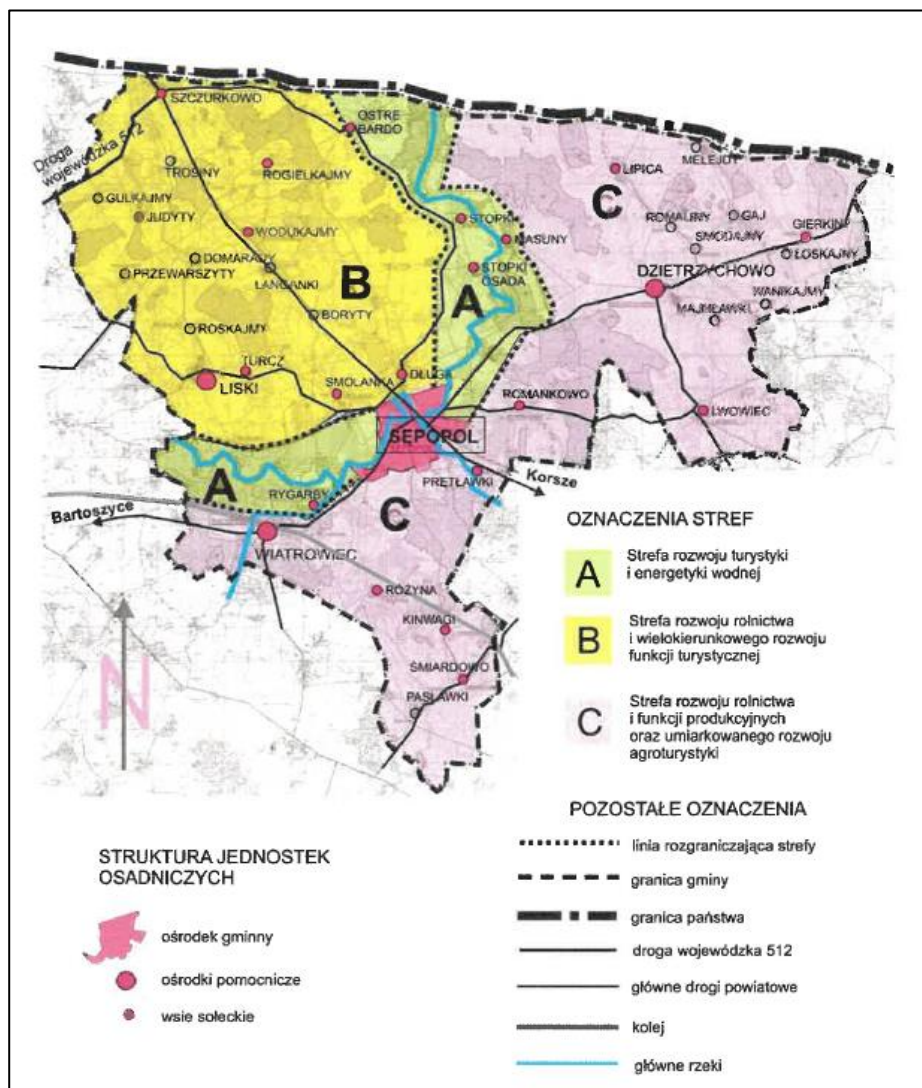 SZCZURKOWO
OSTRE
BARDO
Droga
wojewódzka 512
TROSINY
ROGIELKAJMY
GULKAJMY
JUDYTY
WODUKAJMY
DOMARADY
PRZEWARSZYTY
ŁANGANKI
B
BORYTY
ROSKAJMY
TURCZ
LISKI
SMOLANKA
DŁUGA
STOPKI
MASUNY
STOPKI
OSADA
A
MELEJDY
LIPICA
C
ROMALINY
GAJ
SMODAJNY
GIERKINY
ŁOSKAJNY
DZIETRZYCHOWO
WANIKAJMY
MAJMŁAWKI
ROMANKOWO
LWOWIEC
SĘPOPOL
PRĘTŁAWKI
Korsze
A
RYGARBY
C
Bartoszyce
WIATROWIEC
RÓŻYNA
KINWAGI
ŚMIARDOWO
PASŁAWKI
N
OZNACZENIA STREF
A
Strefa rozwoju turystyki
i energetyki wodnej
B
Strefa rozwoju rolnictwa
i wielokierunkowego rozwoju
funkcji turystycznej
C
Strefa rozwoju rolnictwa
i funkcji produkcyjnych
oraz umiarkowanego rozwoju
agroturystyki
STRUKTURA JEDNOSTEK
OSADNICZYCH
ośrodek gminny
ośrodki pomocnicze
wsie sołeckie
POZOSTAŁE OZNACZENIA
linia rozgraniczająca strefy
granica gminy
granica państwa
droga wojewódzka 512
główne drogi powiatowe
kolej
główne rzeki